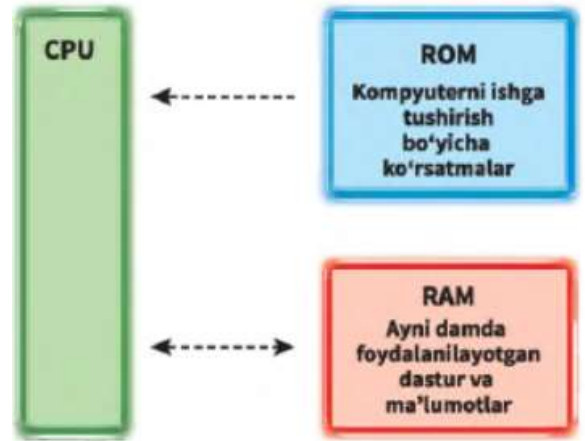 CPU
ROM
Kompyuterni ishga
tushirish
bo‘yicha
ko‘rsatmalar
RAM
Ayni damda
foydalanilayotgan
dastur va
ma’lumotlar